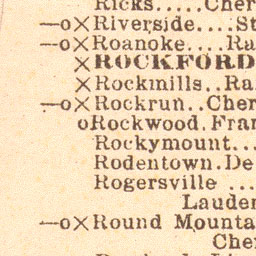 Ricks.....Cher
—o×Riverside....St
—o×Roanoke....Ra
×ROCKFORD
×Rockmills..Ra
—o×Rockrun..Cher
oRockwood.Fran
Rockymount...
Rodentown.De
Rogersville ...
Lauder
—o×Round Mounta
Cher